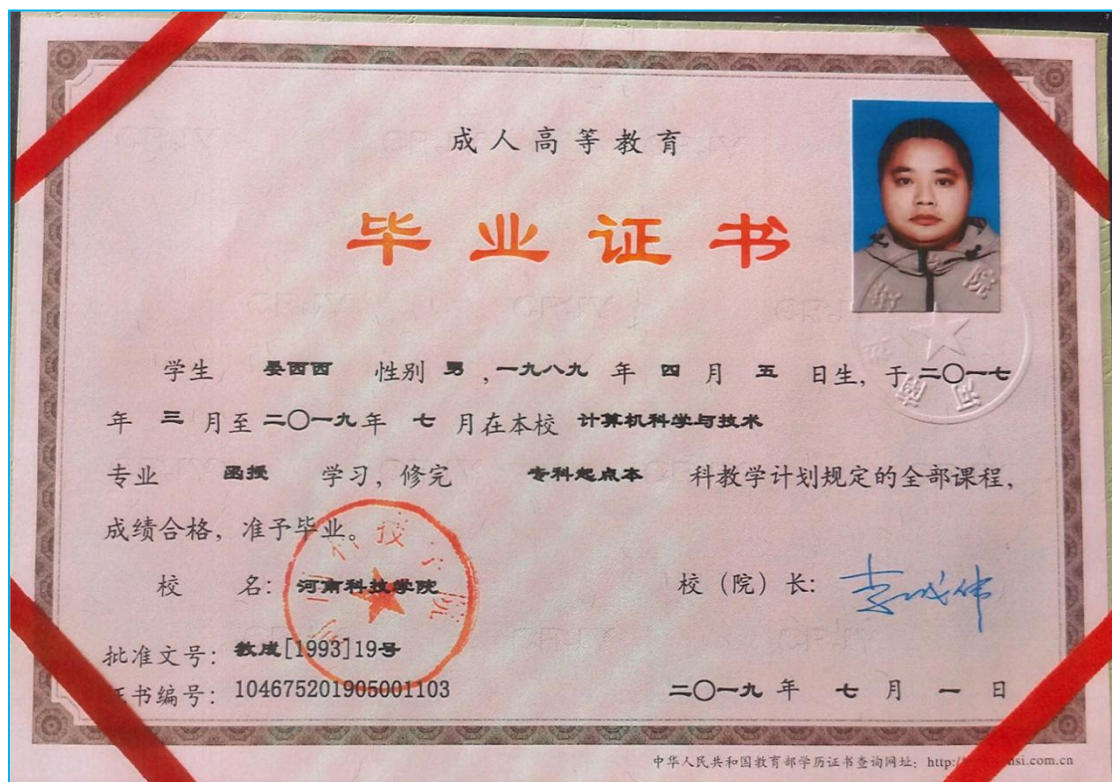 成人高等教育
毕业证书
学生 晏西西 性别 男 ,一九八九 年 四 月 五 日生, 于 二〇一七
年 三 月至 二〇一九年 七 月在本校 计算机科学与技术
专业 函授 学习, 修完 专科起点本 科教学计划规定的全部课程,
成绩合格, 准予毕业。
校 名: 河南科技学院
校(院)长: 李成伟
批准文号: 教成[1993]19号
证书编号: 104675201905001103
二〇一九 年 七 月 一 日
中华人民共和国教育部学历证书查询网址: http://
si.com.cn